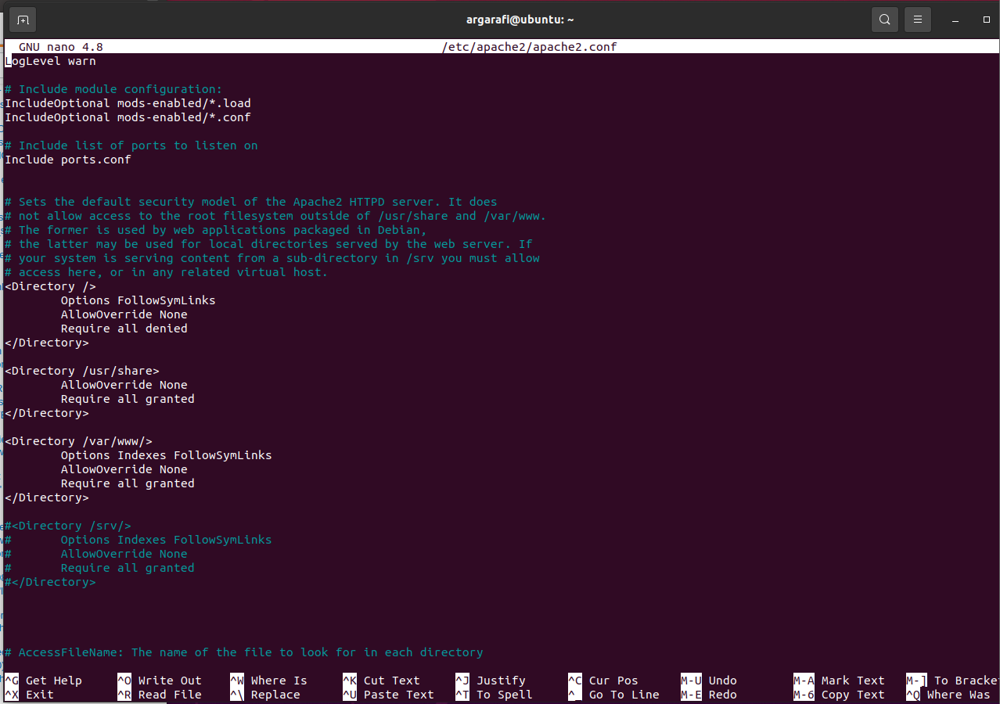 argarafi@ubuntu: ~
GNU nano 4.8 /etc/apache2/apache2.conf
LogLevel warn
# Include module configuration:
IncludeOptional mods-enabled/*.load
IncludeOptional mods-enabled/*.conf
# Include list of ports to listen on
Include ports.conf
# Sets the default security model of the Apache2 HTTPD server. It does
# not allow access to the root filesystem outside of /usr/share and /var/www.
# The former is used by web applications packaged in Debian,
# the latter may be used for local directories served by the web server. If
# your system is serving content from a sub-directory in /srv you must allow
# access here, or in any related virtual host.
<Directory />
        Options FollowSymLinks
        AllowOverride None
        Require all denied
</Directory>
<Directory /usr/share>
        AllowOverride None
        Require all granted
</Directory>
<Directory /var/www/>
        Options Indexes FollowSymLinks
        AllowOverride None
        Require all granted
</Directory>
#<Directory /srv/>
#       Options Indexes FollowSymLinks
#       AllowOverride None
#       Require all granted
#</Directory>
# AccessFileName: The name of the file to look for in each directory
^G Get Help ^O Write Out ^W Where Is ^K Cut Text ^J Justify ^C Cur Pos M-U Undo M-A Mark Text M-] To Bracket
^X Exit ^R Read File ^\ Replace ^U Paste Text ^T To Spell ^_ Go To Line M-E Redo M-6 Copy Text ^Q Where Was